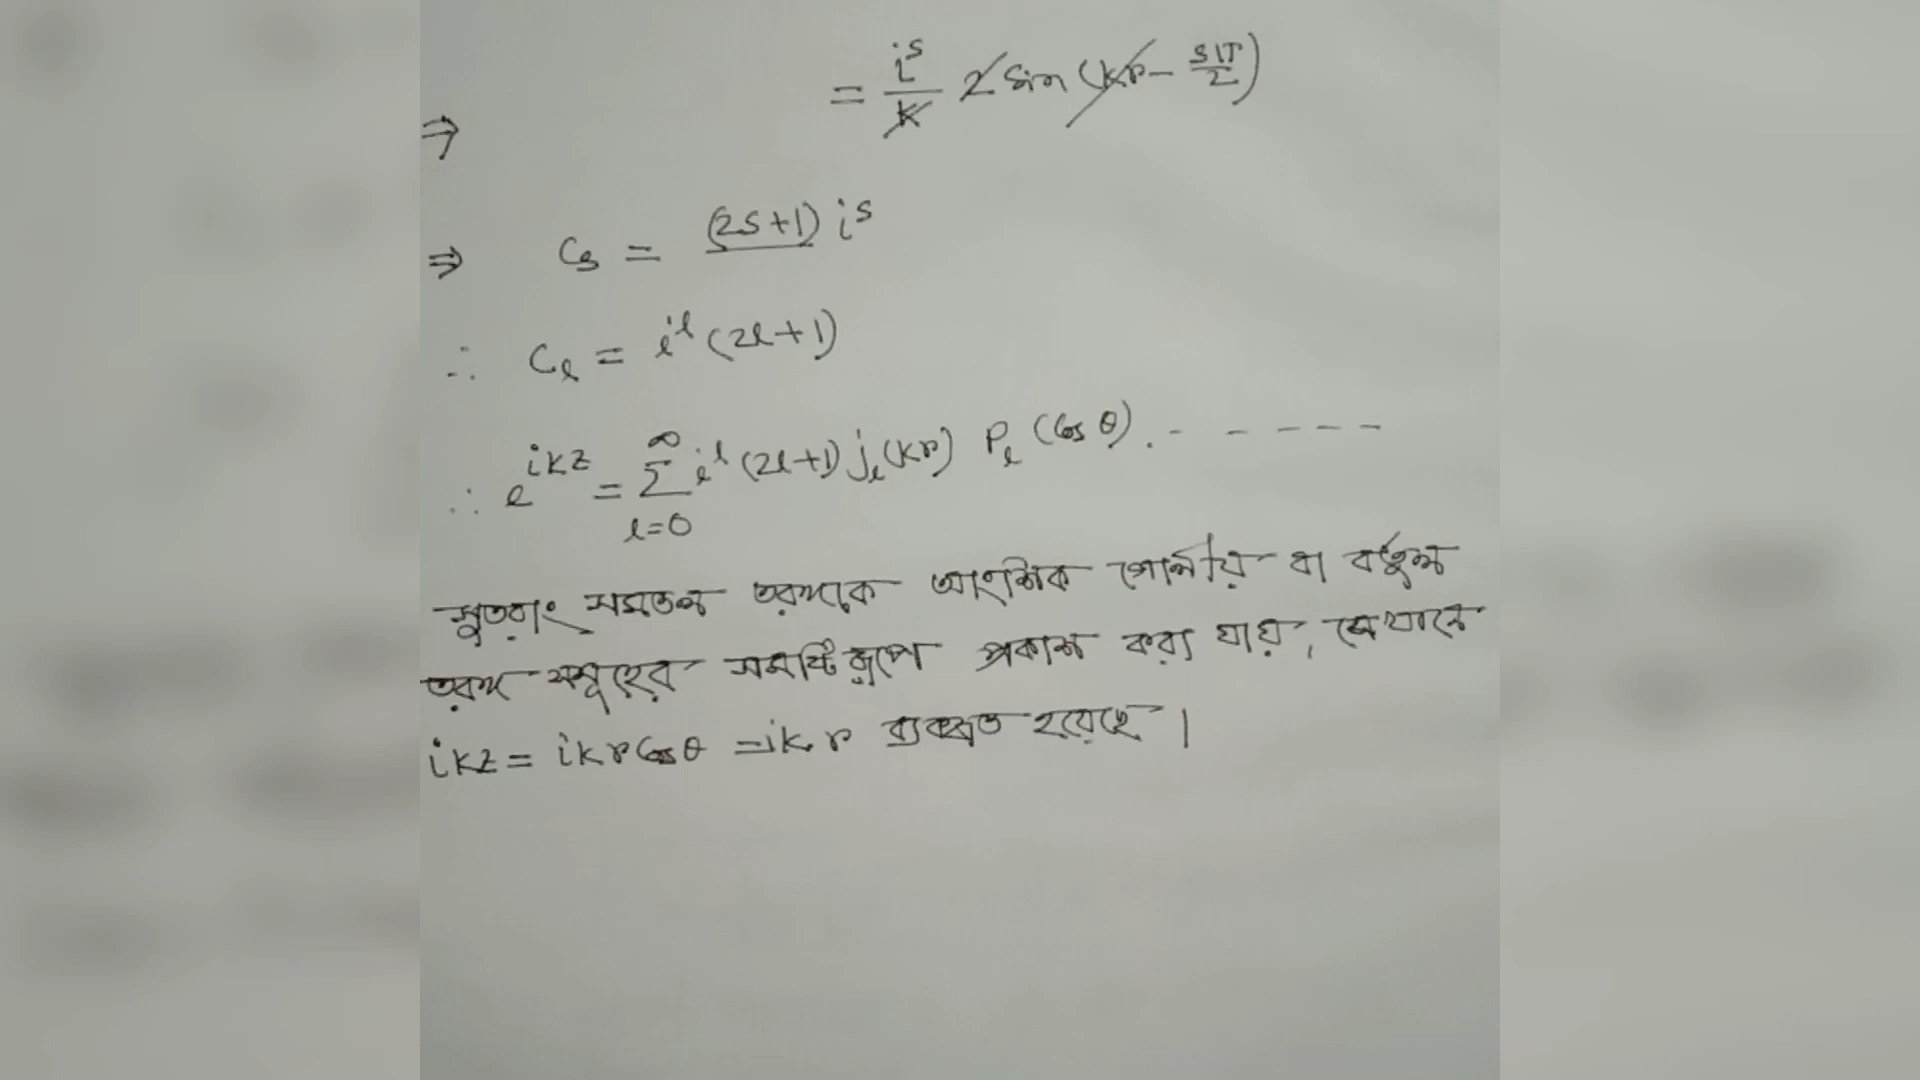 = i^s/k 2 sin (kr - sπ/2)
⇒
⇒ C_s = (2s+1) i^s
∴ C_l = i^l (2l+1)
∴ e^{ikz} = Σ_{l=0}^{∞} i^l (2l+1) j_l(kr) P_l (Cos θ). - - - - - -
সুতরাং সমতল তরঙ্গকে আংশিক গোলীয় বা বর্তুল
তরঙ্গ সমূহের সমষ্টি রূপে প্রকাশ করা যায়, যেখানে
ikz = ikr Cos θ = ik. r ব্যবহৃত হয়েছে।